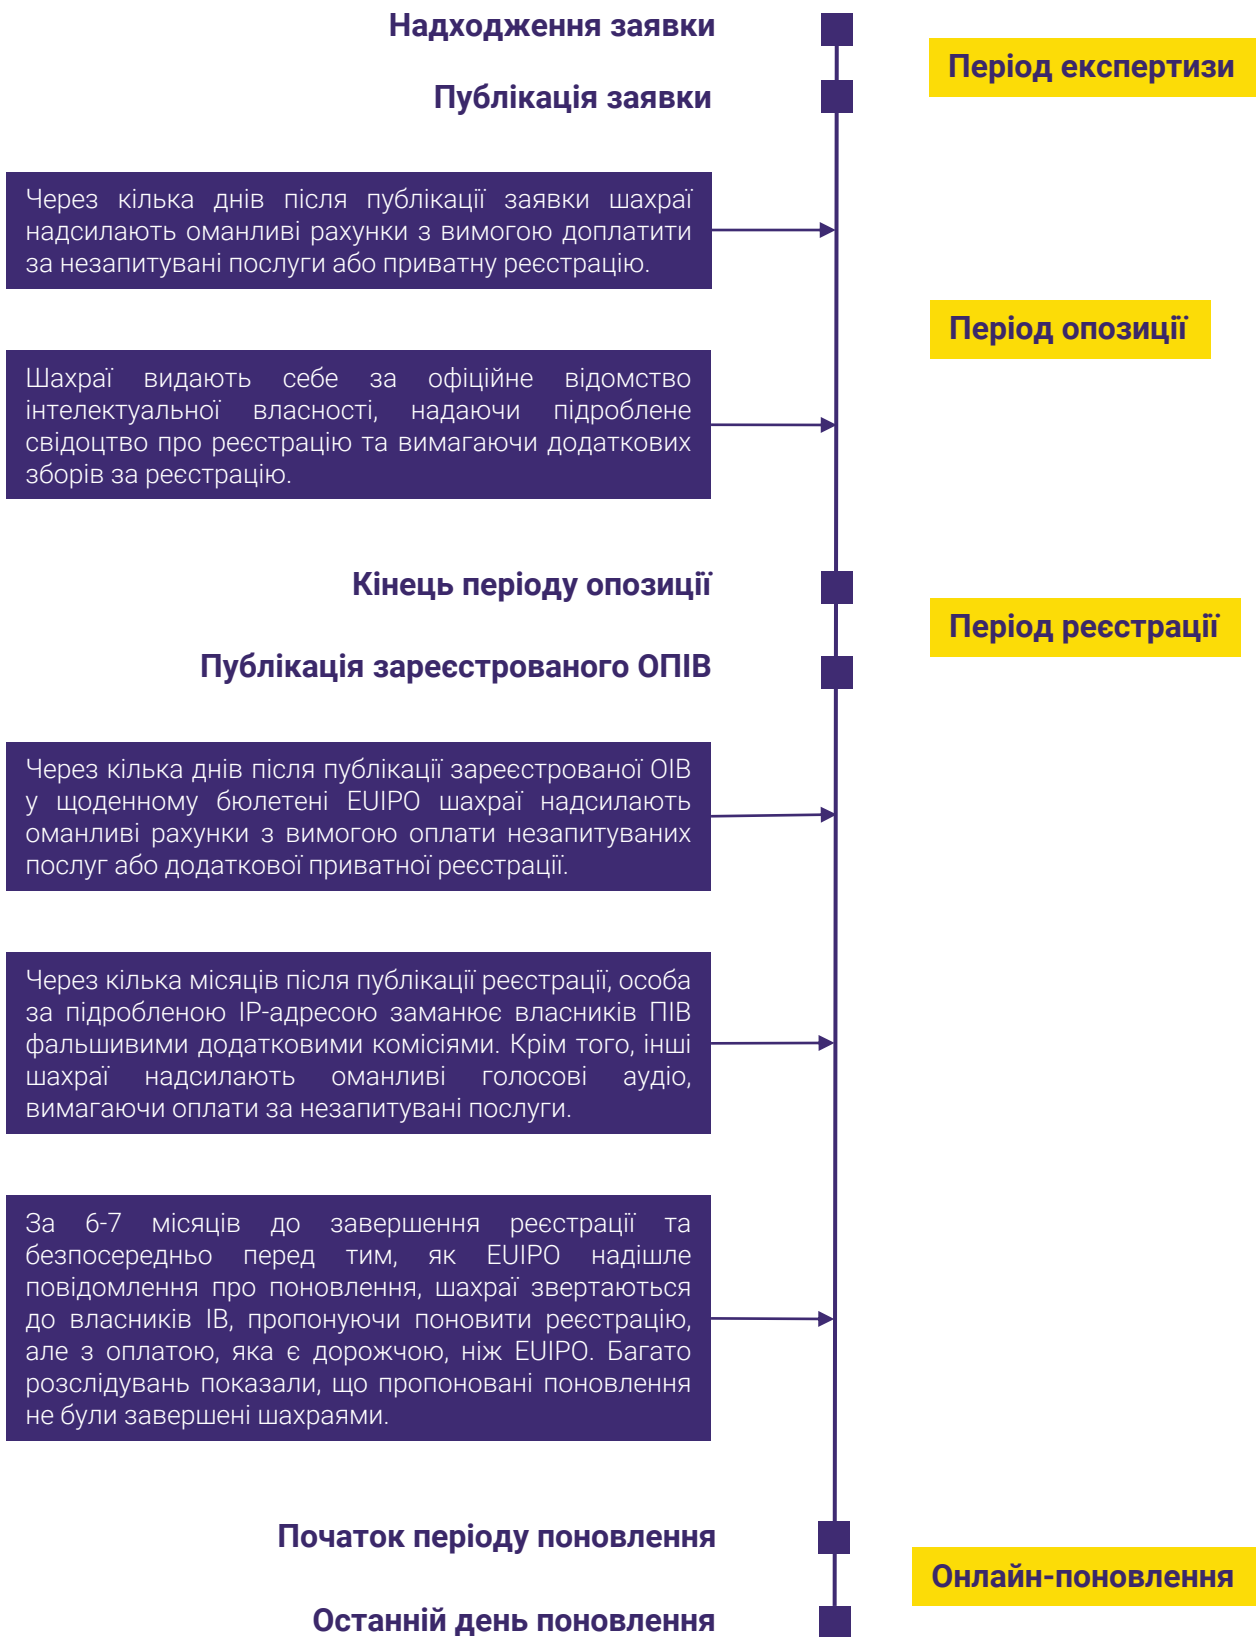 Надходження заявки
Період експертизи
Публікація заявки
Через кілька днів після публікації заявки шахраї
надсилають оманливі рахунки з вимогою доплатити
за незапитувані послуги або приватну реєстрацію.
Період опозиції
Шахраї видають себе за офіційне відомство
інтелектуальної власності, надаючи підроблене
свідоцтво про реєстрацію та вимагаючи додаткових
зборів за реєстрацію.
Кінець періоду опозиції
Період реєстрації
Публікація зареєстрованого ОПІВ
Через кілька днів після публікації зареєстрованої ОІВ
у щоденному бюлетені EUIPO шахраї надсилають
оманливі рахунки з вимогою оплати незапитуваних
послуг або додаткової приватної реєстрації.
Через кілька місяців після публікації реєстрації, особа
за підробленою IP-адресою заманює власників ПІВ
фальшивими додатковими комісіями. Крім того, інші
шахраї надсилають оманливі голосові аудіо,
вимагаючи оплати за незапитувані послуги.
За 6-7 місяців до завершення реєстрації та
безпосередньо перед тим, як EUIPO надішле
повідомлення про поновлення, шахраї звертаються
до власників ІВ, пропонуючи поновити реєстрацію,
але з оплатою, яка є дорожчою, ніж EUIPO. Багато
розслідувань показали, що пропоновані поновлення
не були завершені шахраями.
Початок періоду поновлення
Онлайн-поновлення
Останній день поновлення